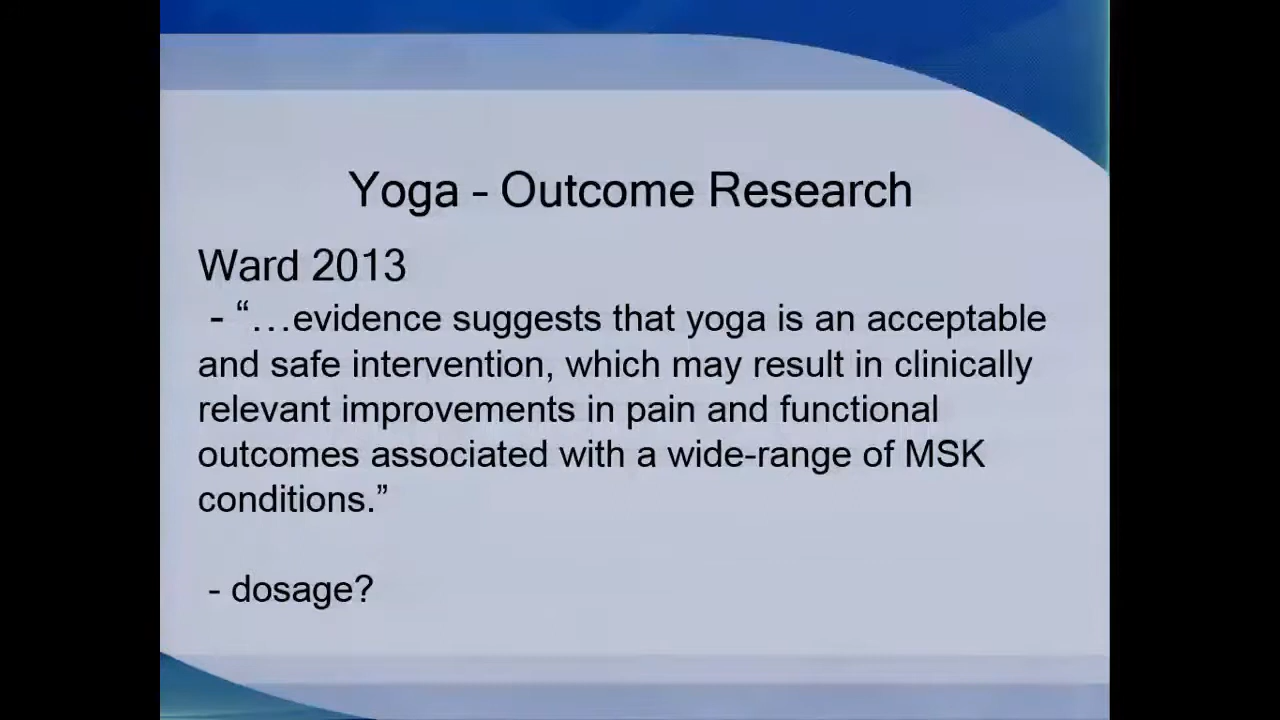 Yoga – Outcome Research
Ward 2013
- “…evidence suggests that yoga is an acceptable
and safe intervention, which may result in clinically
relevant improvements in pain and functional
outcomes associated with a wide-range of MSK
conditions.”
- dosage?